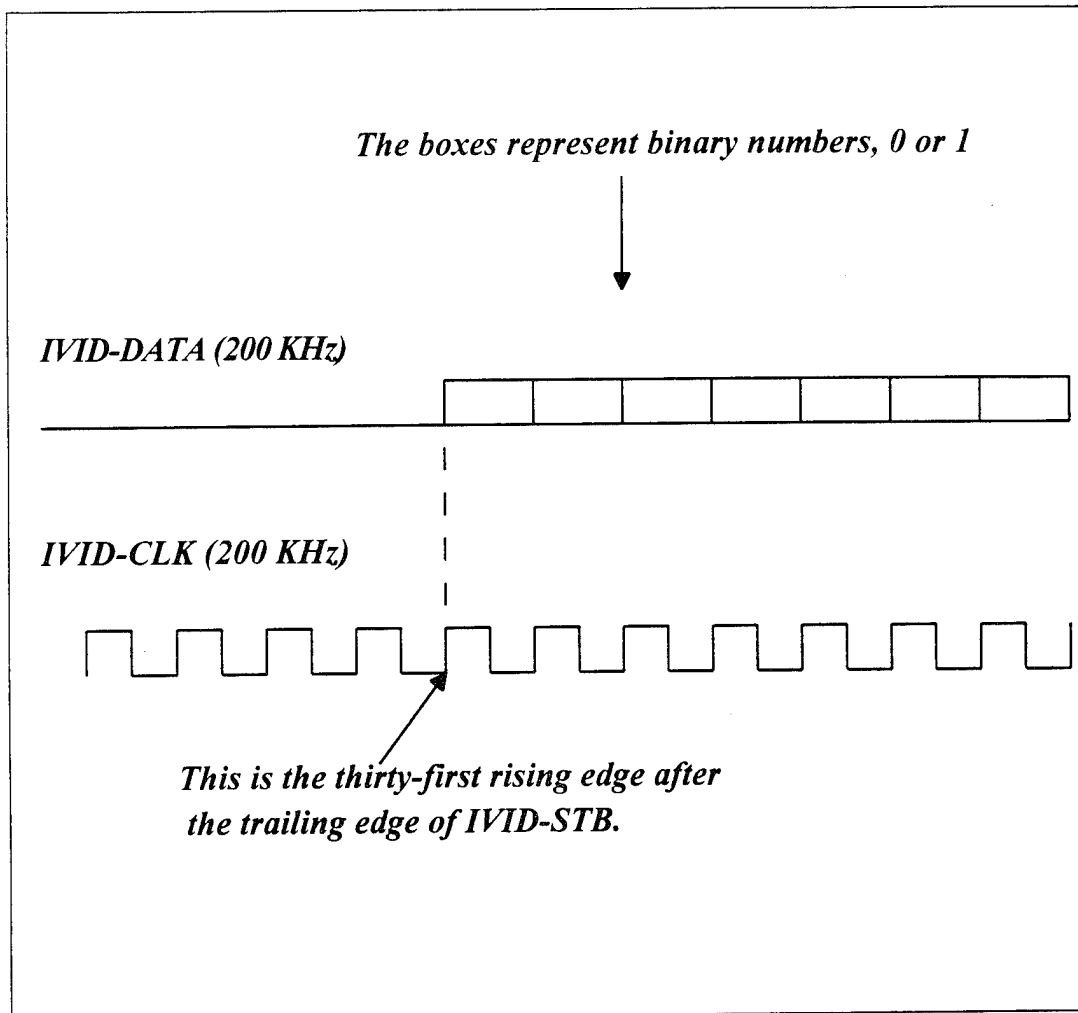 The boxes represent binary numbers, 0 or 1
IVID-DATA (200 KHz)
IVID-CLK (200 KHz)
This is the thirty-first rising edge after
the trailing edge of IVID-STB.